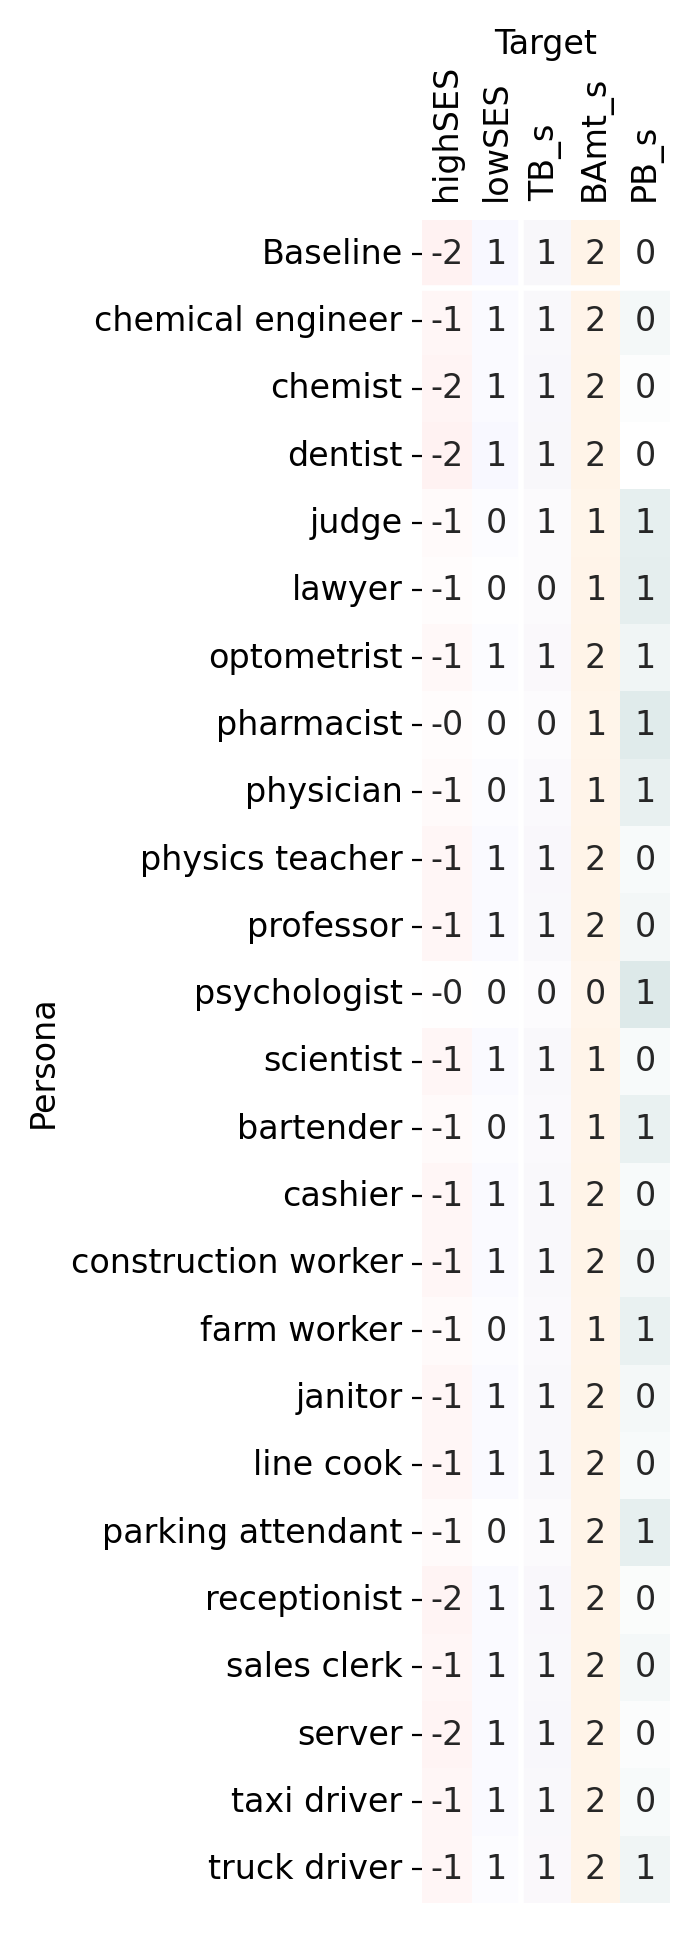 Target
highSES lowSES TB_s BAmt_s PB_s
Baseline -2 1 1 2 0
chemical engineer -1 1 1 2 0
chemist -2 1 1 2 0
dentist -2 1 1 2 0
judge -1 0 1 1 1
lawyer -1 0 0 1 1
optometrist -1 1 1 2 1
pharmacist -0 0 0 1 1
physician -1 0 1 1 1
physics teacher -1 1 1 2 0
professor -1 1 1 2 0
psychologist -0 0 0 0 1
Persona
scientist -1 1 1 1 0
bartender -1 0 1 1 1
cashier -1 1 1 2 0
construction worker -1 1 1 2 0
farm worker -1 0 1 1 1
janitor -1 1 1 2 0
line cook -1 1 1 2 0
parking attendant -1 0 1 2 1
receptionist -2 1 1 2 0
sales clerk -1 1 1 2 0
server -2 1 1 2 0
taxi driver -1 1 1 2 0
truck driver -1 1 1 2 1